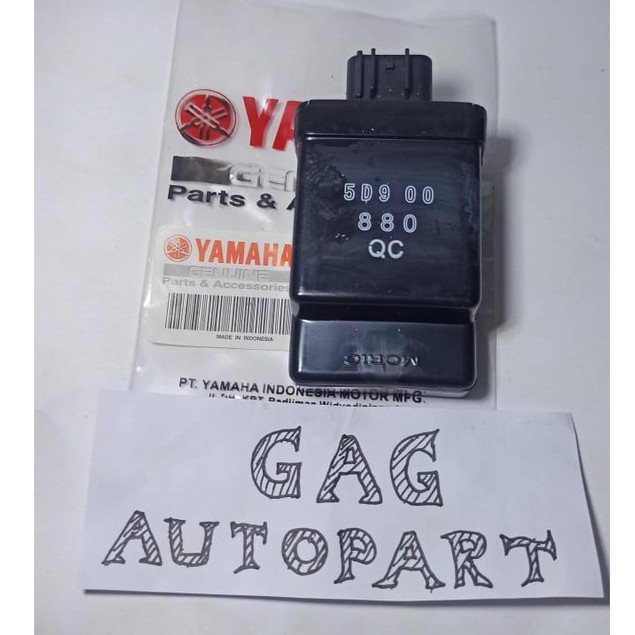 YA
GEN
Parts & A
YAMAHA
GENUINE
Parts & Accessories
MADE IN INDONESIA
5D9 00
880
QC
MORIC
PT. YAMAHA INDONESIA MOTOR MFG.
GAG
AUTOPART